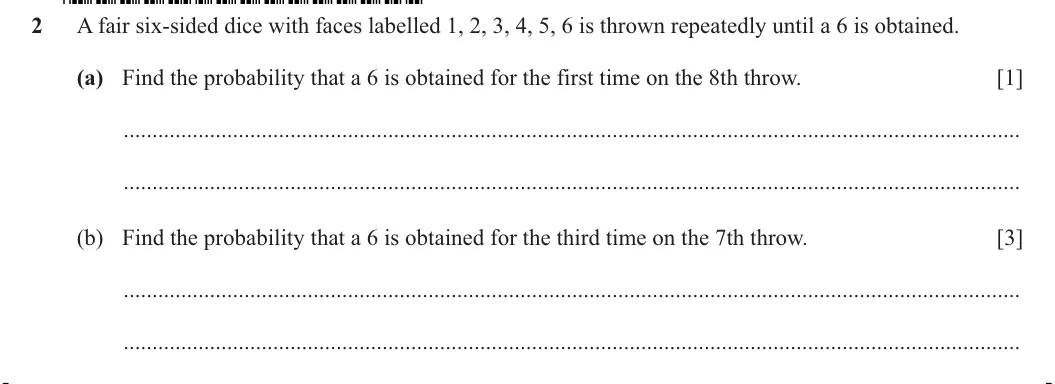 2 A fair six-sided dice with faces labelled 1, 2, 3, 4, 5, 6 is thrown repeatedly until a 6 is obtained.
(a) Find the probability that a 6 is obtained for the first time on the 8th throw. [1]
(b) Find the probability that a 6 is obtained for the third time on the 7th throw. [3]